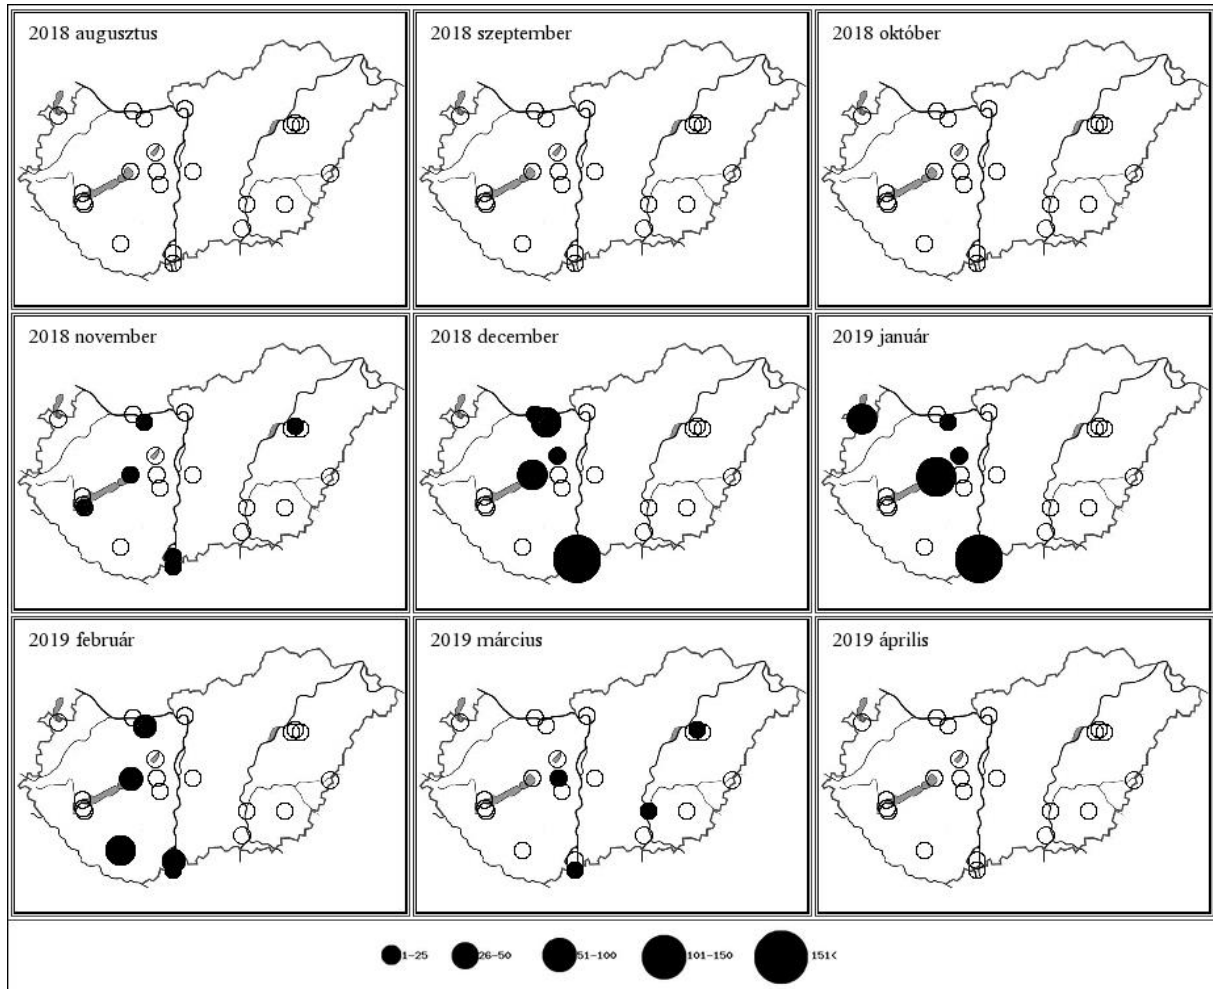 2018 augusztus
2018 szeptember
2018 október
2018 november
2018 december
2019 január
2019 február
2019 március
2019 április
1-25 26-50 51-100 101-150 151<